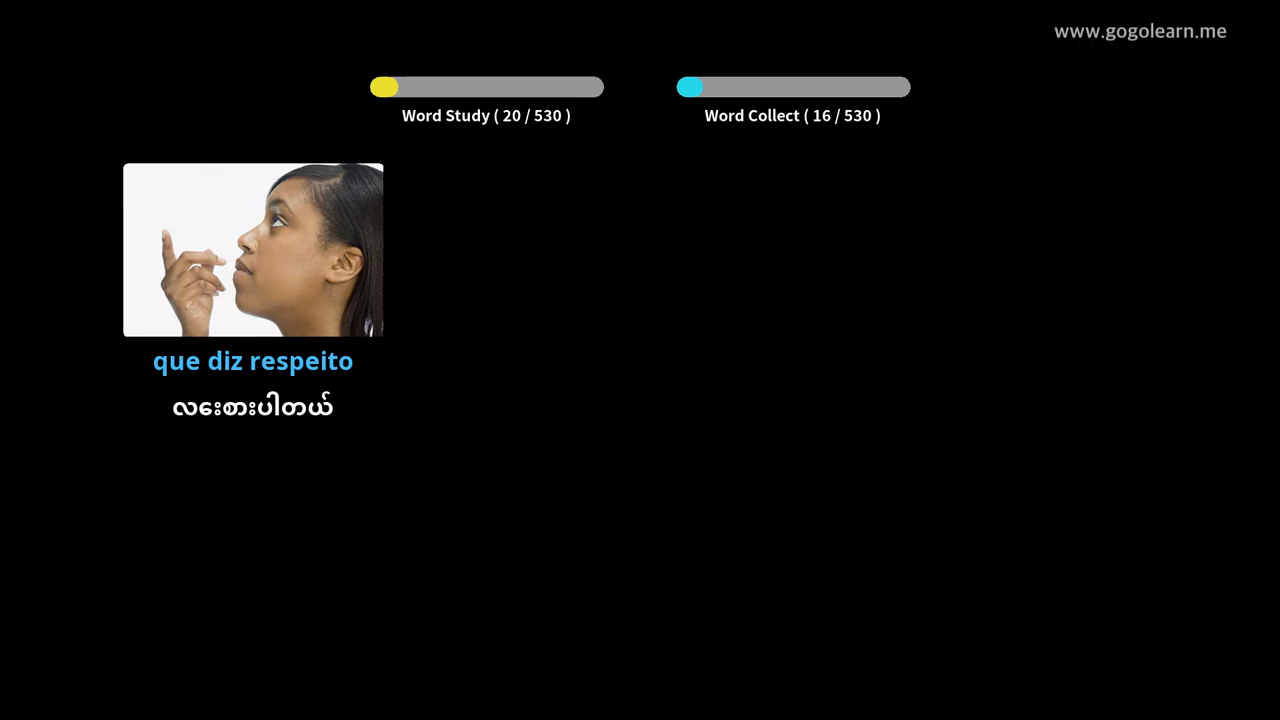 www.gogolearn.me
Word Study ( 20 / 530 )
Word Collect ( 16 / 530 )
que diz respeito
လေးစားပါတယ်